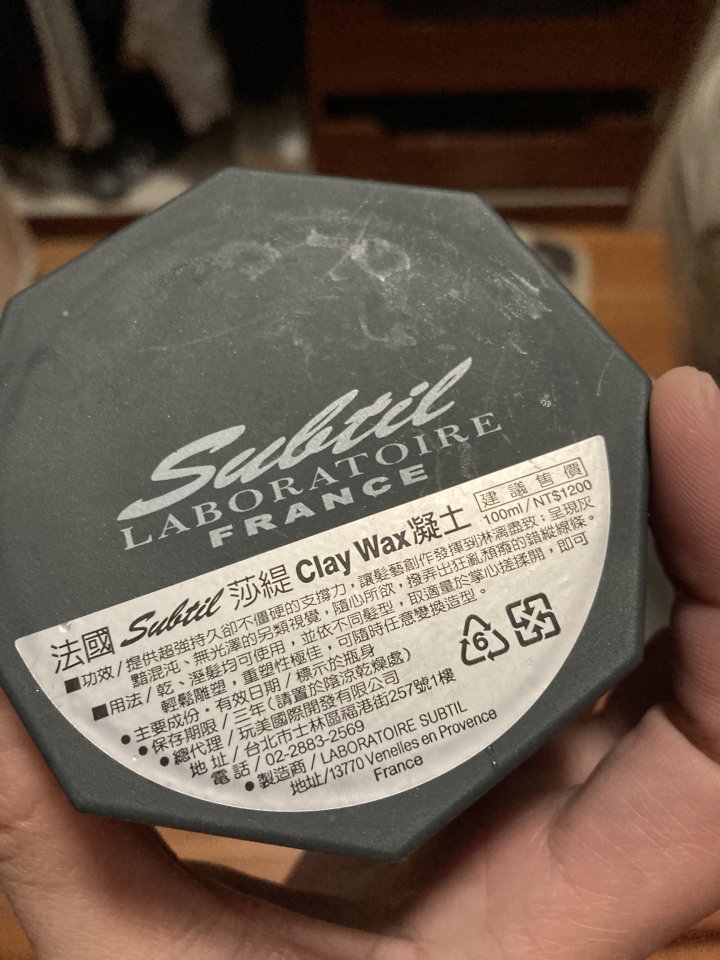 Subtil
LABORATOIRE
FRANCE
法國 Subtil 莎緹 Clay Wax凝土
建議售價
100ml/NT$1200
■功效/提供超強持久卻不僵硬的支撐力，讓髮藝創作發揮到淋漓盡致；呈現灰
黯混沌、無光澤的另類視覺，隨心所欲，撥弄出狂亂頹廢的錯縱線條。
■用法/乾、溼髮均可使用，並依不同髮型，取適量於掌心搓揉開，即可
輕鬆雕塑，重塑性極佳，可隨時任意變換造型。
●主要成份·有效日期/標示於瓶身
●保存期限/三年(請置於陰涼乾燥處)
●總代理/玩美國際開發有限公司
地址/台北市士林區福港街257號1樓
電話/02-2883-2569
●製造商/LABORATOIRE SUBTIL
地址/13770 Venelles en Provence
France
6